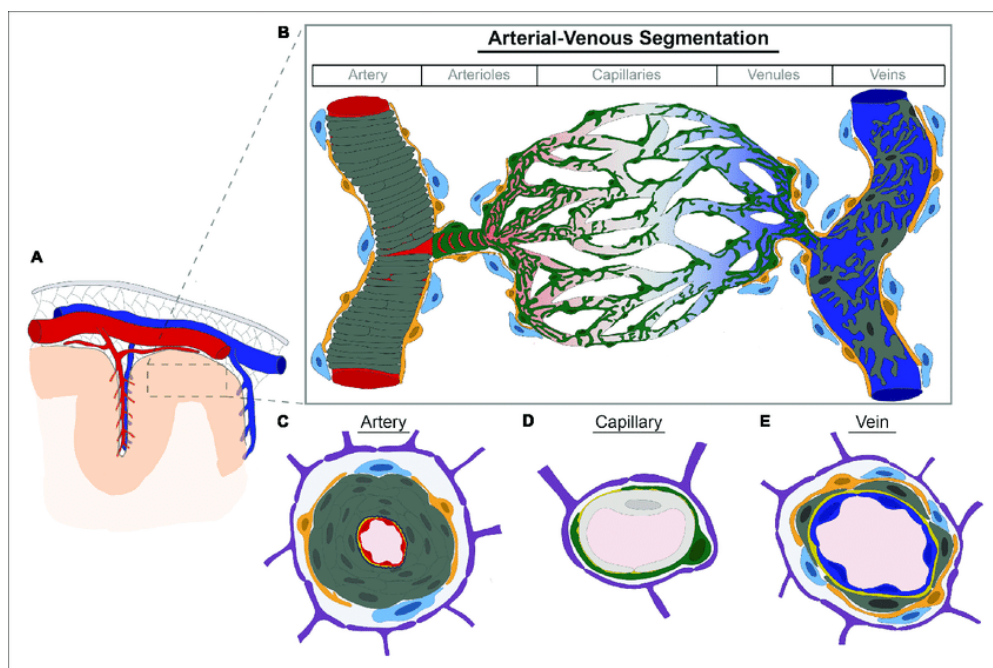 B
Arterial-Venous Segmentation
Artery Arterioles Capillaries Venules Veins
A
C Artery
D Capillary
E Vein